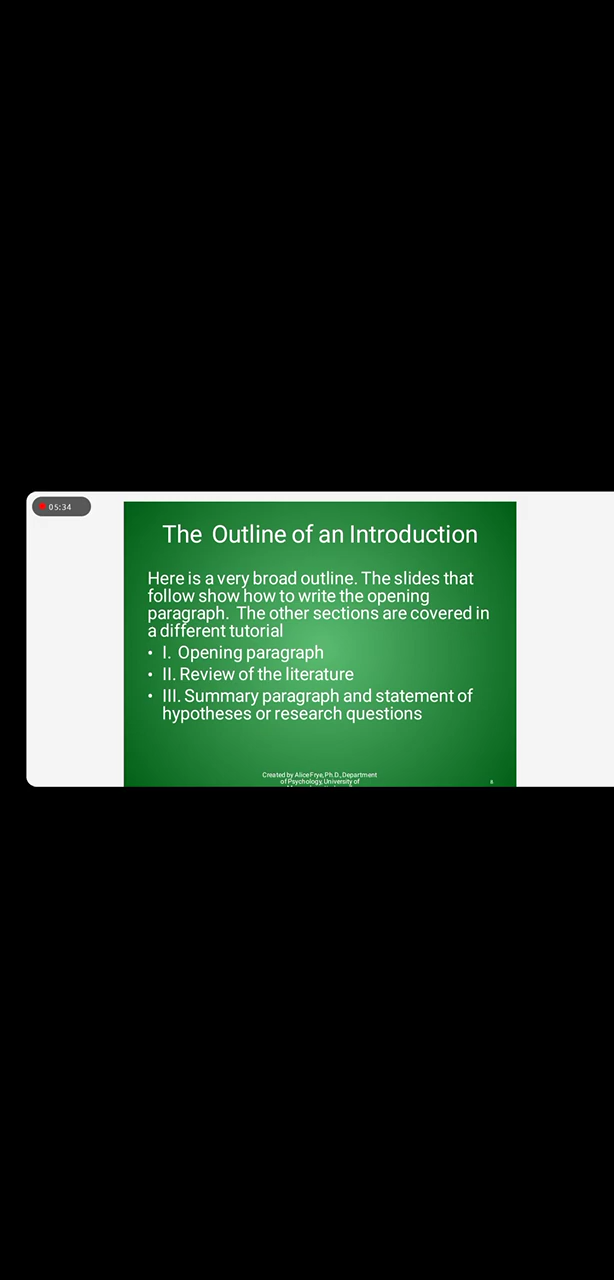 05:34
The Outline of an Introduction
Here is a very broad outline. The slides that
follow show how to write the opening
paragraph. The other sections are covered in
a different tutorial
• I. Opening paragraph
• II. Review of the literature
• III. Summary paragraph and statement of
hypotheses or research questions
Created by Alice Frye, Ph.D., Department
of Psychology, University of
6